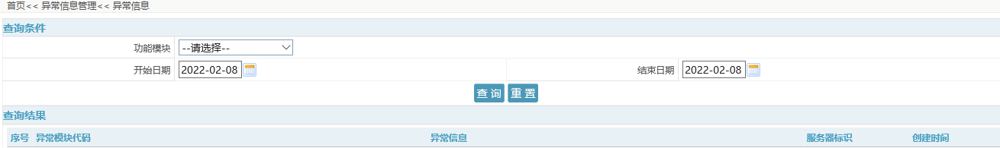 首页<< 异常信息管理<< 异常信息
查询条件
功能模块 --请选择--
开始日期 2022-02-08 结束日期 2022-02-08
查询 重置
查询结果
序号 异常模块代码 异常信息 服务器标识 创建时间